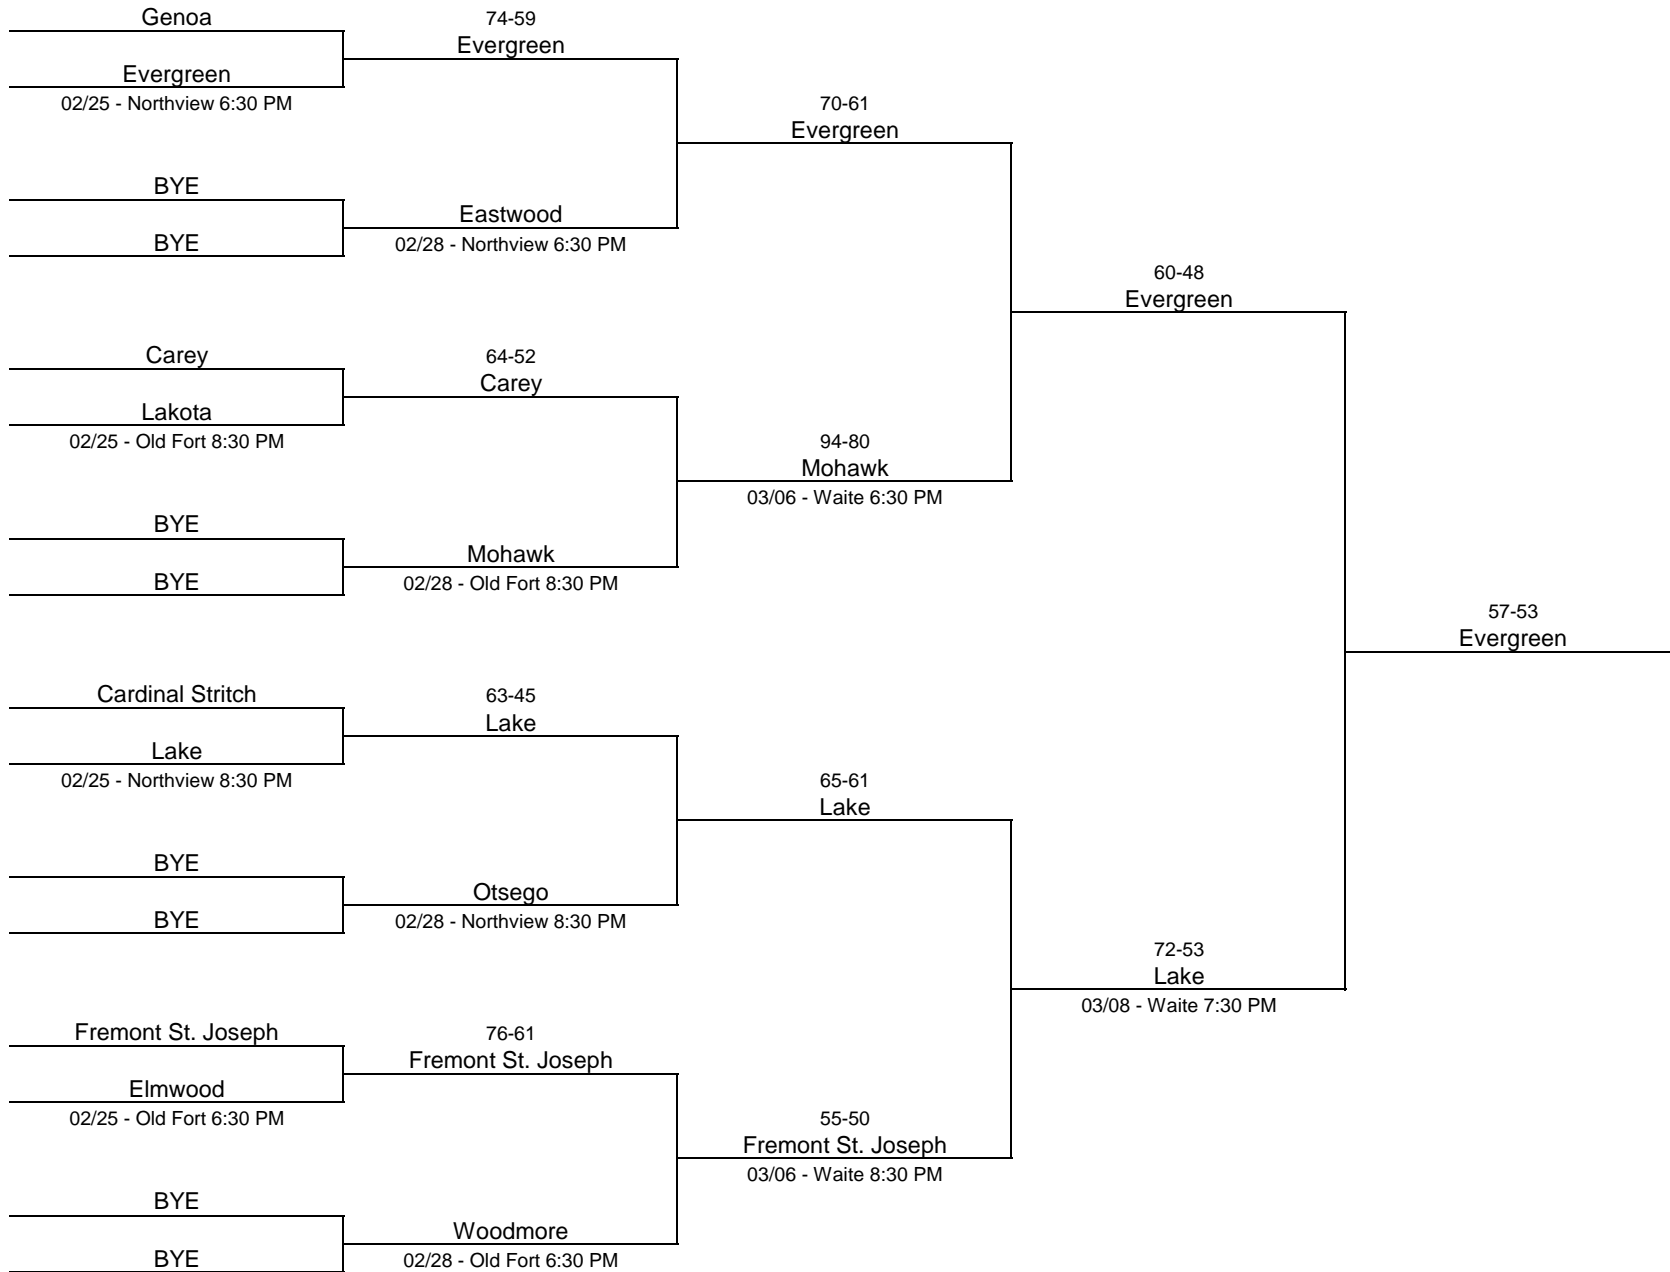 Genoa
74-59
Evergreen
Evergreen
02/25 - Northview 6:30 PM
70-61
Evergreen
BYE
Eastwood
BYE
02/28 - Northview 6:30 PM
60-48
Evergreen
Carey
64-52
Carey
Lakota
02/25 - Old Fort 8:30 PM
94-80
Mohawk
03/06 - Waite 6:30 PM
BYE
Mohawk
BYE
02/28 - Old Fort 8:30 PM
57-53
Evergreen
Cardinal Stritch
63-45
Lake
Lake
02/25 - Northview 8:30 PM
65-61
Lake
BYE
Otsego
BYE
02/28 - Northview 8:30 PM
72-53
Lake
03/08 - Waite 7:30 PM
Fremont St. Joseph
76-61
Fremont St. Joseph
Elmwood
02/25 - Old Fort 6:30 PM
55-50
Fremont St. Joseph
03/06 - Waite 8:30 PM
BYE
Woodmore
BYE
02/28 - Old Fort 6:30 PM